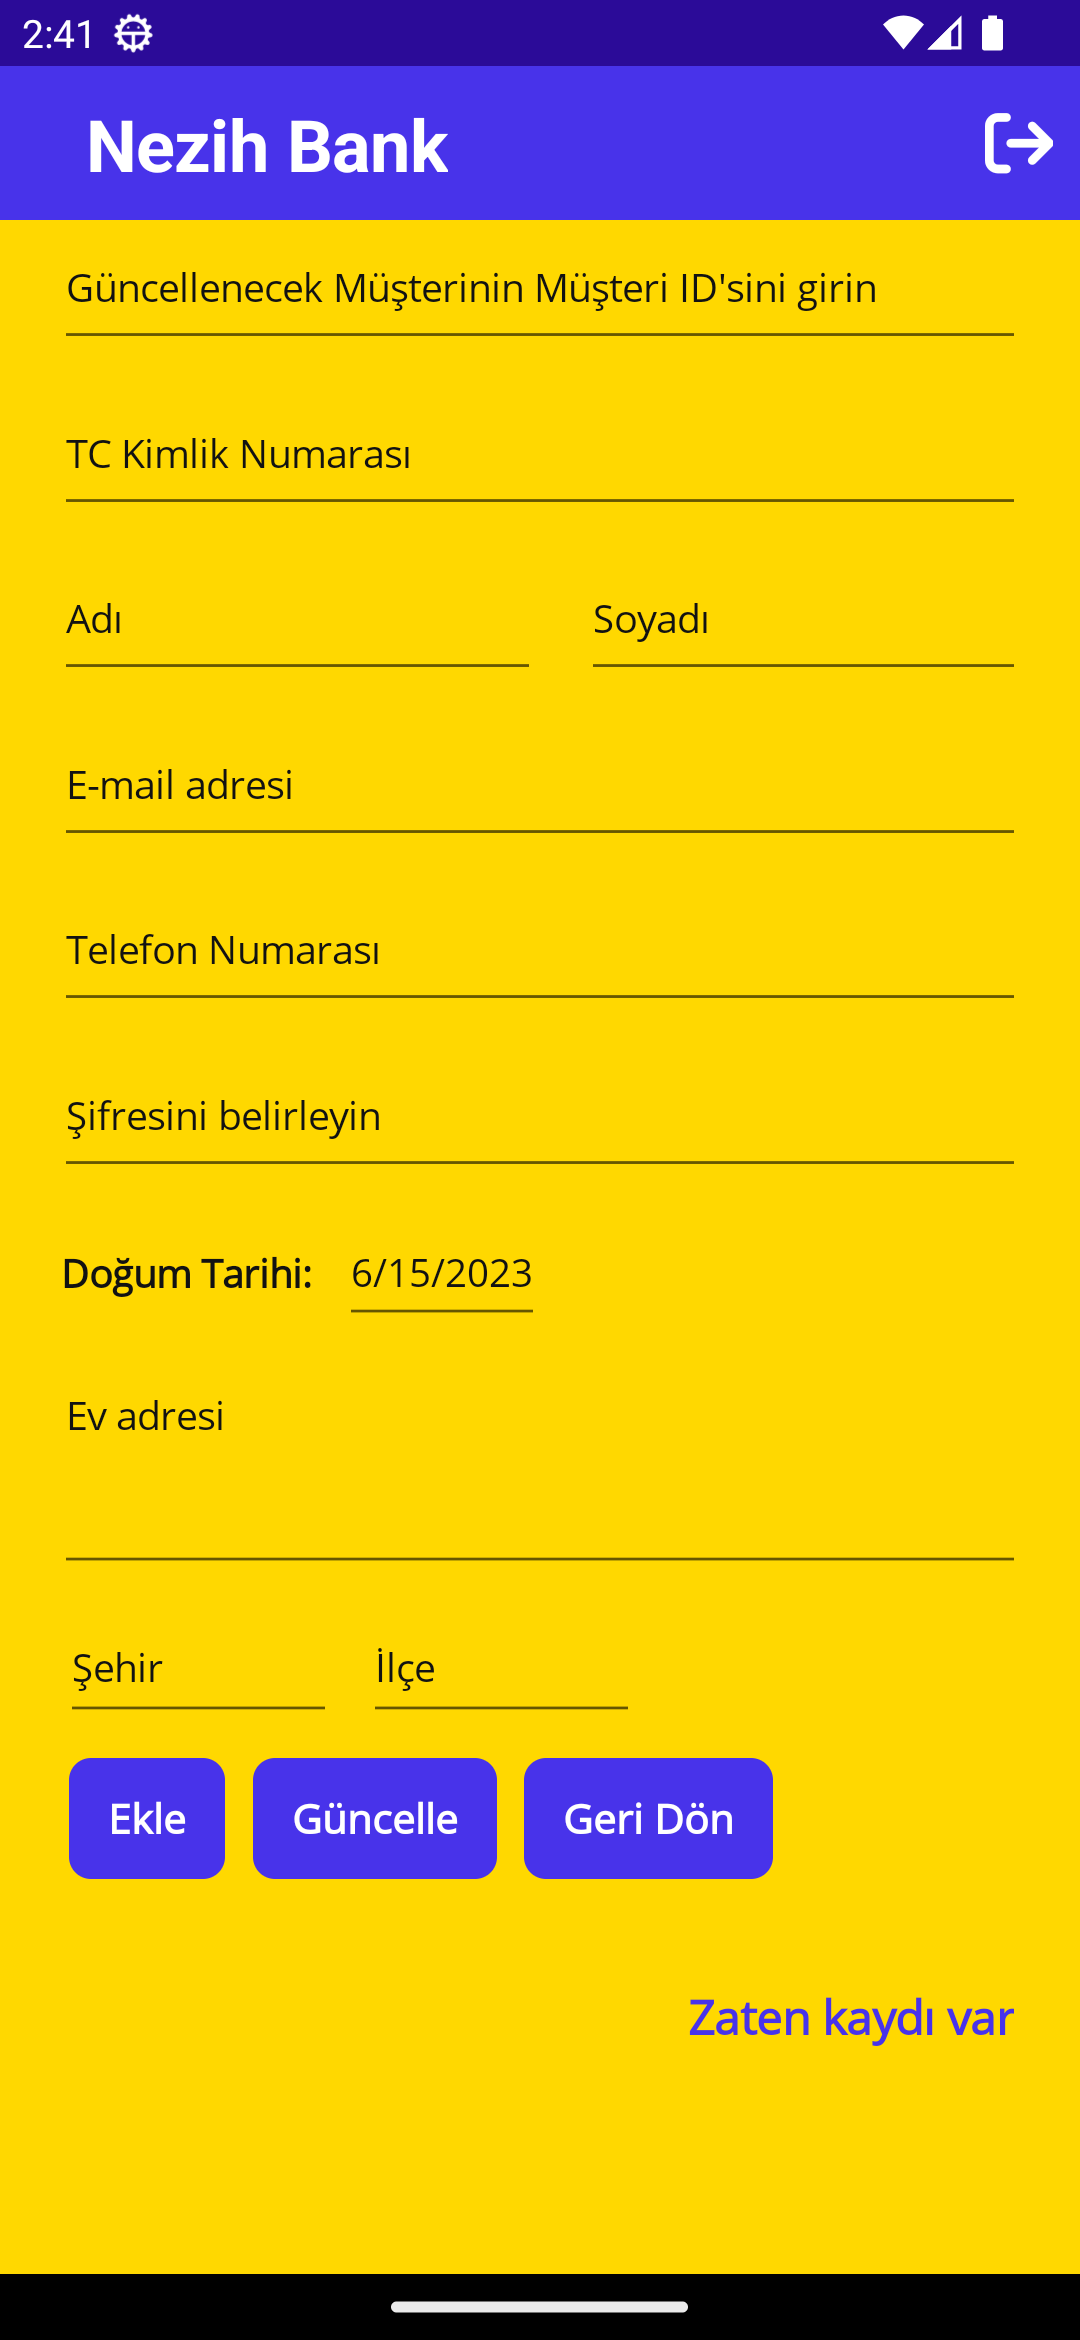 2:41
Nezih Bank
Güncellenecek Müşterinin Müşteri ID'sini girin
TC Kimlik Numarası
Adı Soyadı
E-mail adresi
Telefon Numarası
Şifresini belirleyin
Doğum Tarihi: 6/15/2023
Ev adresi
Şehir İlçe
Ekle Güncelle Geri Dön
Zaten kaydı var